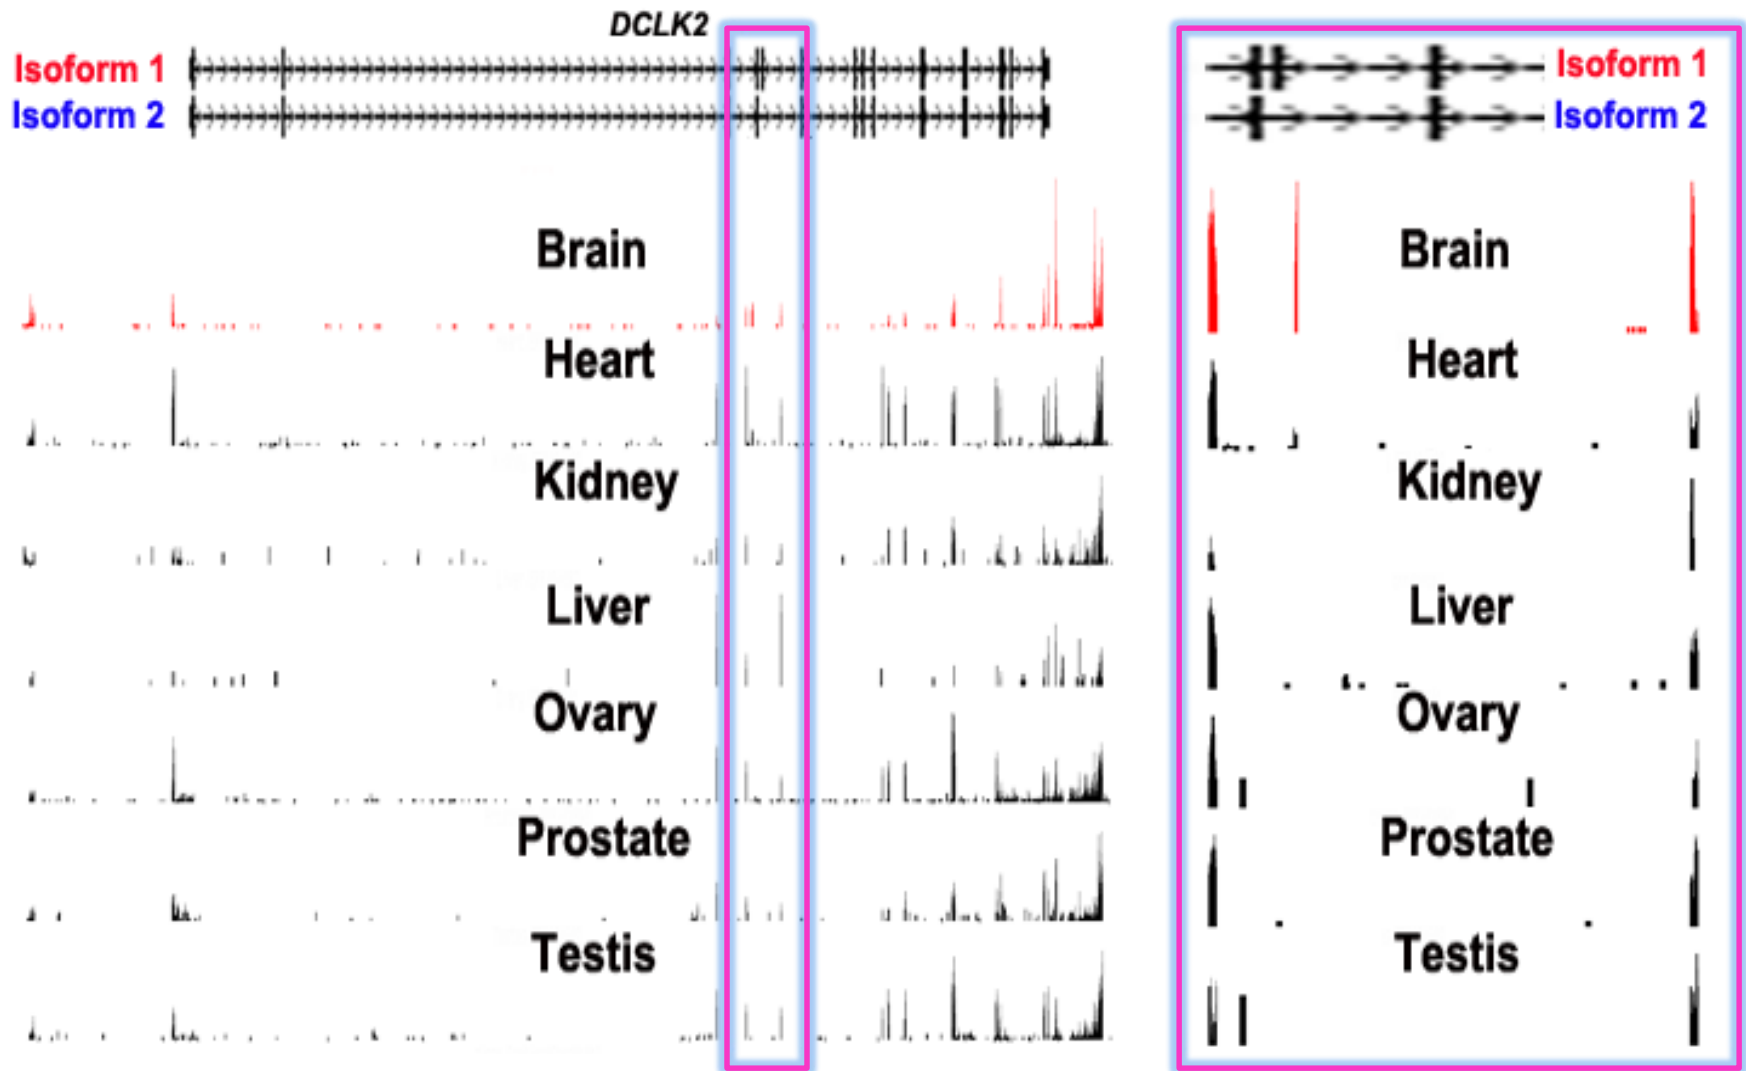 DCLK2
Isoform 1
Isoform 2
Brain
Heart
Kidney
Liver
Ovary
Prostate
Testis
Isoform 1
Isoform 2
Brain
Heart
Kidney
Liver
Ovary
Prostate
Testis